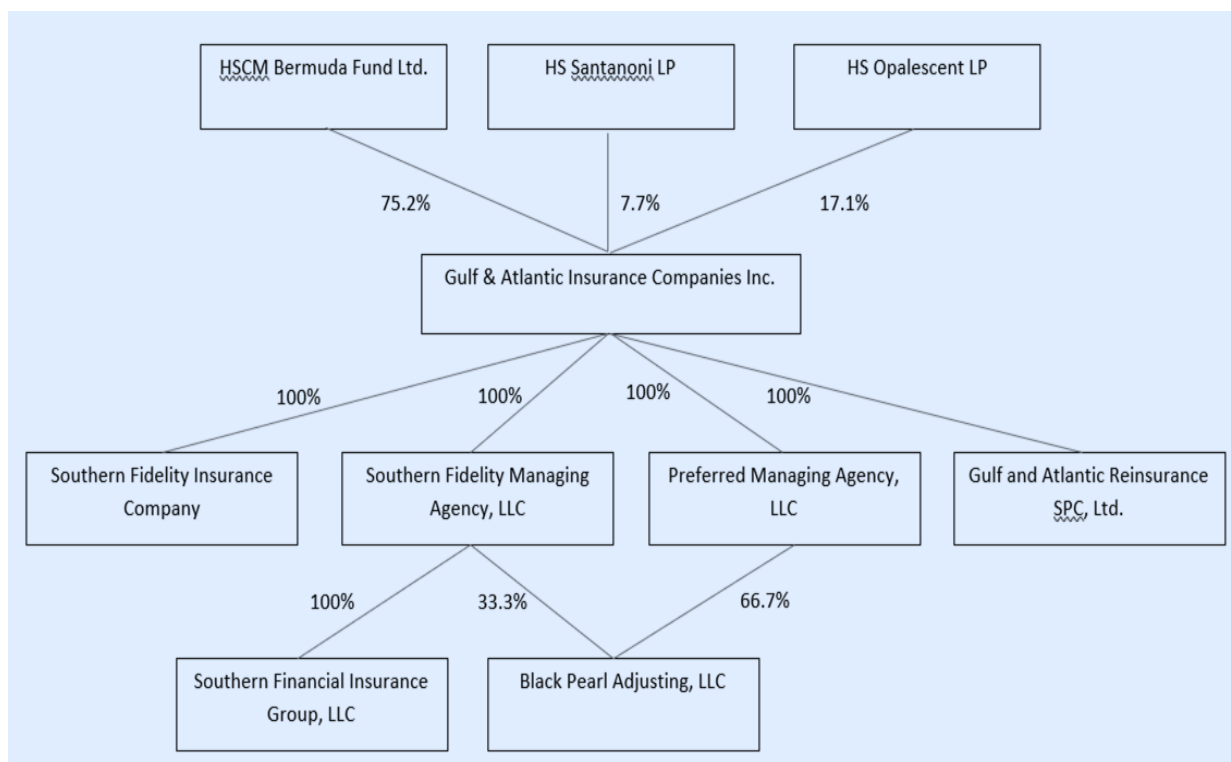 HSCM Bermuda Fund Ltd.
HS Santanoni LP
HS Opalescent LP
75.2%
7.7%
17.1%
Gulf & Atlantic Insurance Companies Inc.
100%
100%
100%
100%
Southern Fidelity Insurance
Company
Southern Fidelity Managing
Agency, LLC
Preferred Managing Agency,
LLC
Gulf and Atlantic Reinsurance
SPC, Ltd.
100%
33.3%
66.7%
Southern Financial Insurance
Group, LLC
Black Pearl Adjusting, LLC